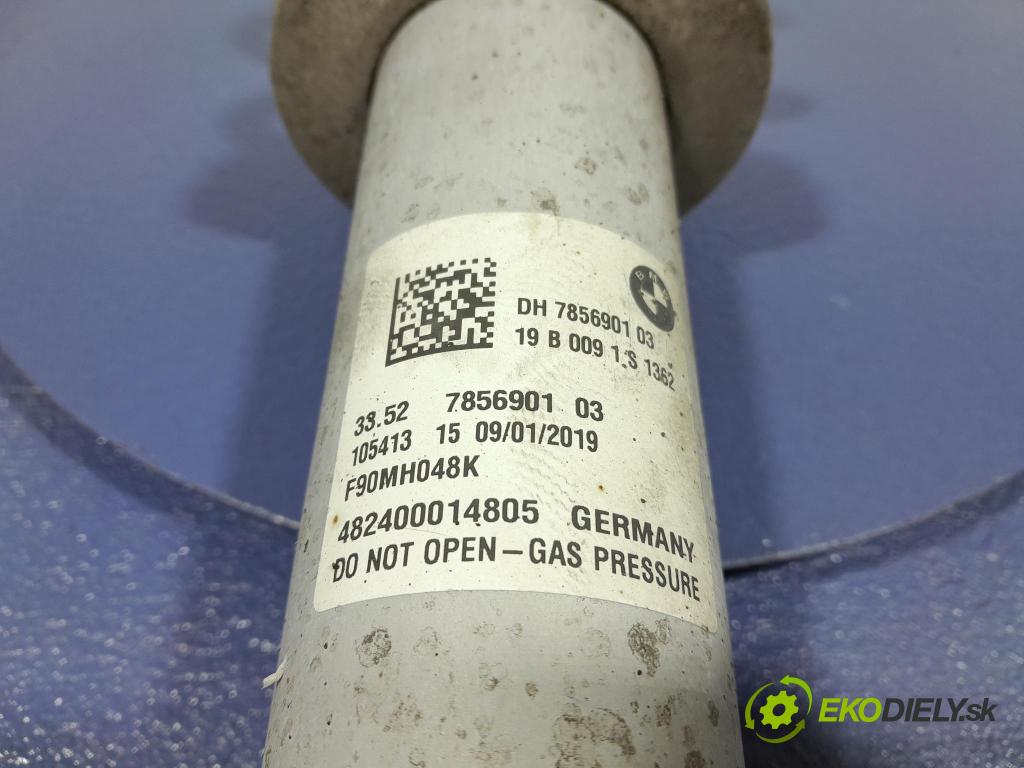 BMW
DH 7856901 03
19 B 009 1 S 1362
33.52 7856901 03
105413 15 09/01/2019
F90MH048K
482400014805 GERMANY
DO NOT OPEN – GAS PRESSURE
EKODIELY.sk